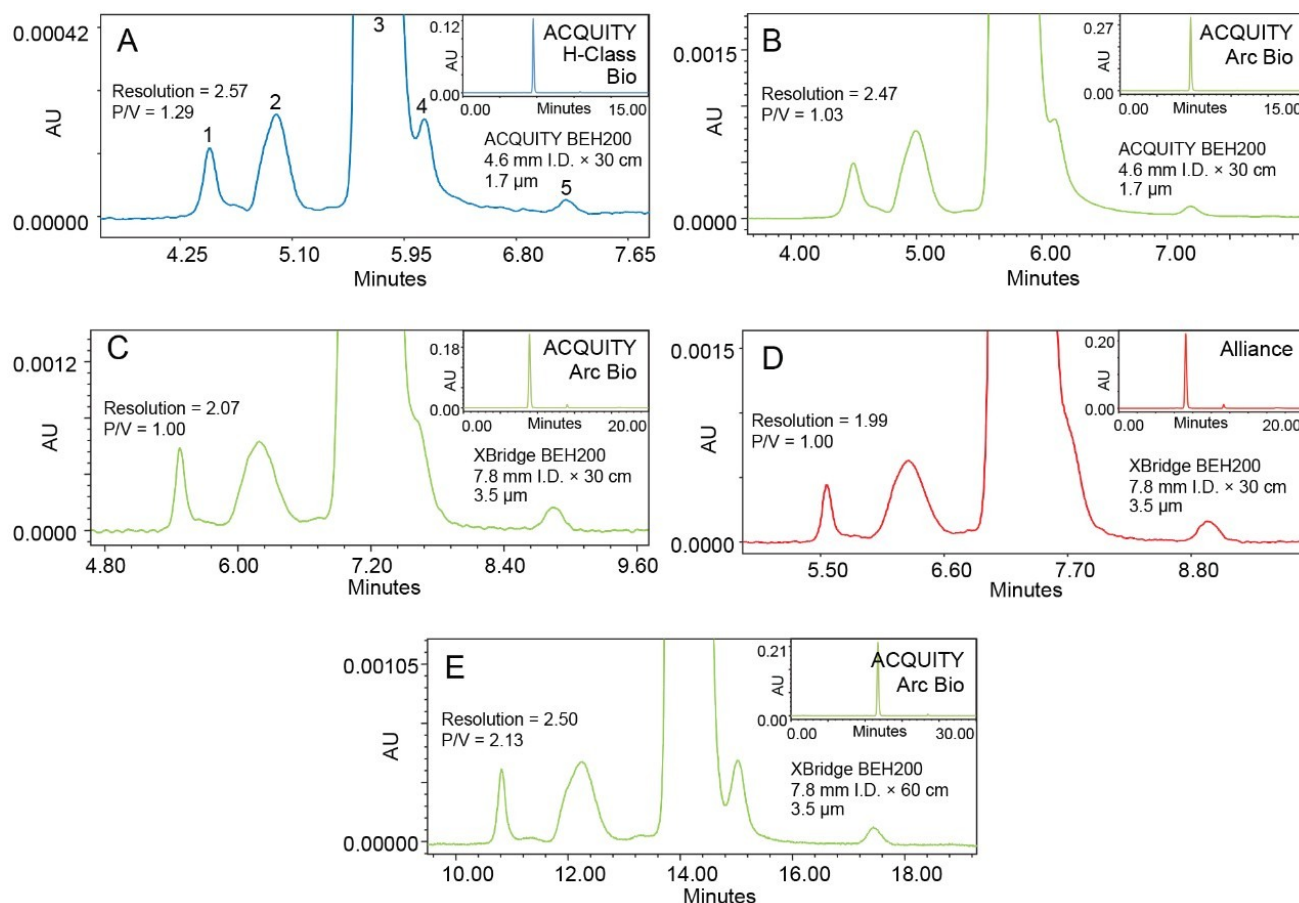 A
0.00042
0.00000
AU
Resolution = 2.57
P/V = 1.29
1
2
3
4
5
0.12
AU
0.00
0.00
Minutes
15.00
ACQUITY
H-Class
Bio
ACQUITY BEH200
4.6 mm I.D. × 30 cm
1.7 µm
4.25 5.10 5.95 6.80 7.65
Minutes
B
0.0015
0.0000
AU
Resolution = 2.47
P/V = 1.03
0.27
AU
0.00
0.00
Minutes
15.00
ACQUITY
Arc Bio
ACQUITY BEH200
4.6 mm I.D. × 30 cm
1.7 µm
4.00 5.00 6.00 7.00
Minutes
C
0.0012
0.0000
AU
Resolution = 2.07
P/V = 1.00
0.18
AU
0.00
0.00
Minutes
20.00
ACQUITY
Arc Bio
XBridge BEH200
7.8 mm I.D. × 30 cm
3.5 µm
4.80 6.00 7.20 8.40 9.60
Minutes
D
0.0015
0.0000
AU
Resolution = 1.99
P/V = 1.00
0.20
AU
0.00
0.00
Minutes
20.00
Alliance
XBridge BEH200
7.8 mm I.D. × 30 cm
3.5 µm
5.50 6.60 7.70 8.80
Minutes
E
0.00105
0.00000
AU
Resolution = 2.50
P/V = 2.13
0.21
AU
0.00
0.00
Minutes
30.00
ACQUITY
Arc Bio
XBridge BEH200
7.8 mm I.D. × 60 cm
3.5 µm
10.00 12.00 14.00 16.00 18.00
Minutes